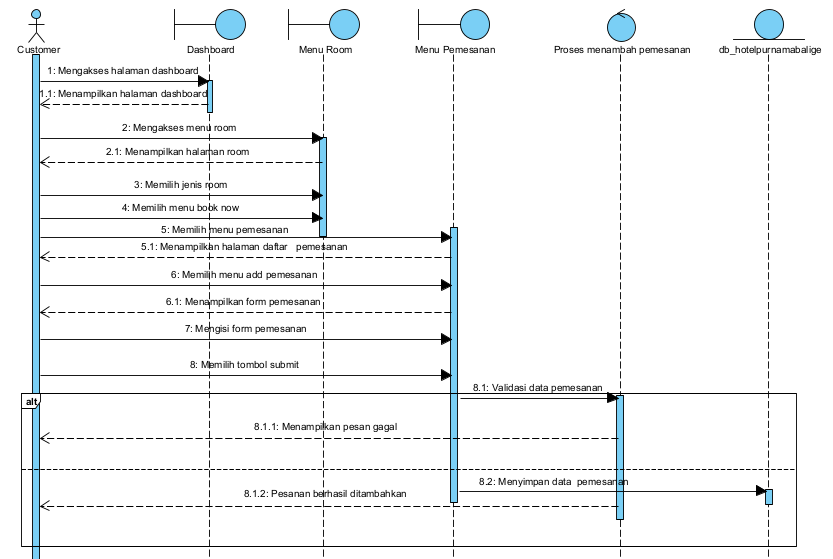 Customer
Dashboard
Menu Room
Menu Pemesanan
Proses menambah pemesanan
db_hotelpurnamabalige
1: Mengakses halaman dashboard
1.1: Menampilkan halaman dashboard
2: Mengakses menu room
2.1: Menampilkan halaman room
3: Memilih jenis room
4: Memilih menu book now
5: Memilih menu pemesanan
5.1: Menampilkan halaman daftar pemesanan
6: Memilih menu add pemesanan
6.1: Menampilkan form pemesanan
7: Mengisi form pemesanan
8: Memilih tombol submit
8.1: Validasi data pemesanan
alt
8.1.1: Menampilkan pesan gagal
8.2: Menyimpan data pemesanan
8.1.2: Pesanan berhasil ditambahkan